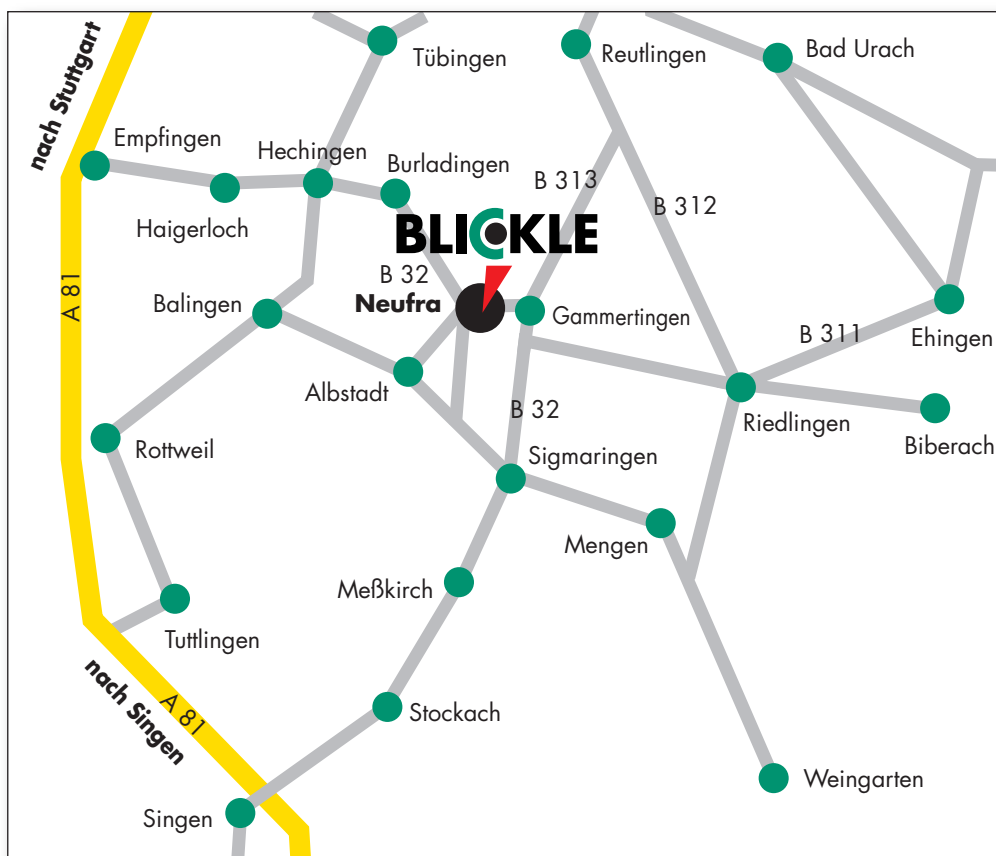 nach Stuttgart
Tübingen
Reutlingen
Bad Urach
Empfingen
Hechingen
Burladingen
B 313
B 312
Haigerloch
BLICKLE
A 81
Balingen
B 32
Neufra
Gammertingen
B 311
Ehingen
Albstadt
B 32
Riedlingen
Biberach
Rottweil
Sigmaringen
Mengen
Meßkirch
Tuttlingen
nach Singen
A 81
Stockach
Weingarten
Singen